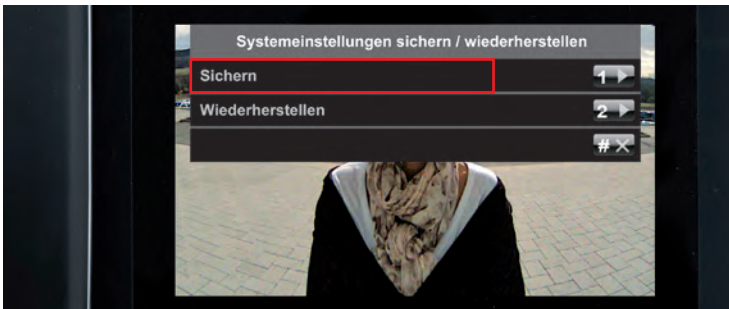 Systemeinstellungen sichern / wiederherstellen
Sichern 1
Wiederherstellen 2
# X